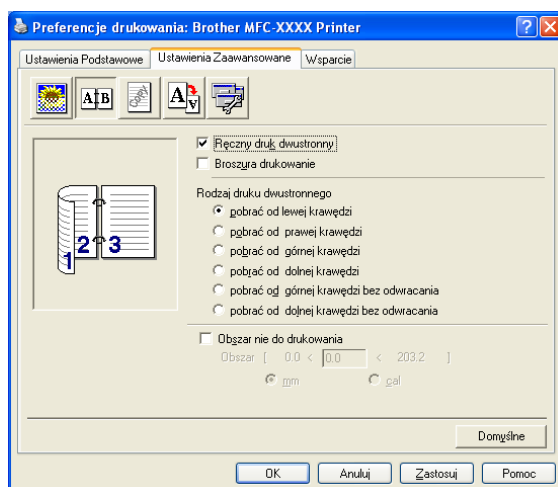 Preferencje drukowania: Brother MFC-XXXX Printer
Ustawienia Podstawowe Ustawienia Zaawansowane Wsparcie
A B A A
Ręczny druk dwustronny
Broszura drukowanie
Rodzaj druku dwustronnego
pobrać od lewej krawędzi
pobrać od prawej krawędzi
pobrać od górnej krawędzi
pobrać od dolnej krawędzi
pobrać od górnej krawędzi bez odwracania
pobrać od dolnej krawędzi bez odwracania
1 2 3
Obszar nie do drukowania
Obszar [ 0.0 < 0.0 < 203.2 ]
mm cal
Domyślne
OK Anuluj Zastosuj Pomoc